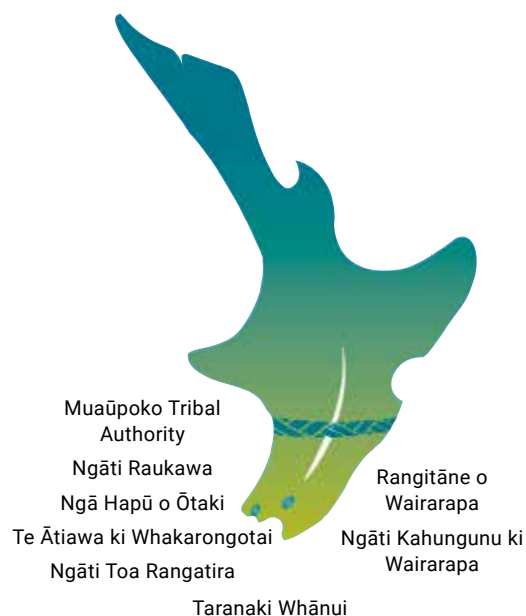 Muaūpoko Tribal
Authority
Ngāti Raukawa
Ngā Hapū o Ōtaki
Te Ātiawa ki Whakarongotai
Ngāti Toa Rangatira
Rangitāne o
Wairarapa
Ngāti Kahungunu ki
Wairarapa
Taranaki Whānui